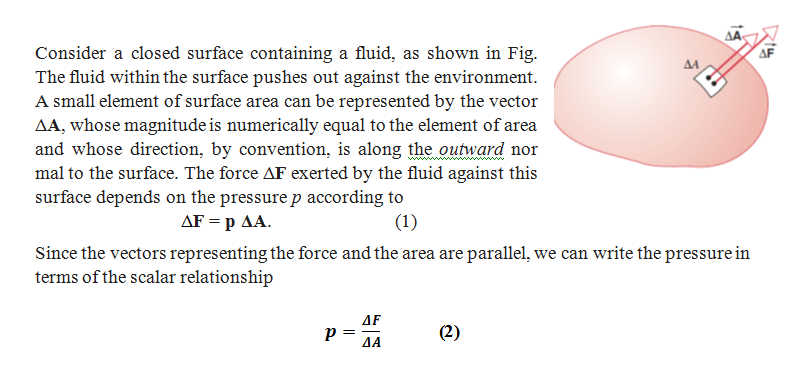 Consider a closed surface containing a fluid, as shown in Fig.
The fluid within the surface pushes out against the environment.
A small element of surface area can be represented by the vector
ΔA, whose magnitude is numerically equal to the element of area
and whose direction, by convention, is along the outward nor
mal to the surface. The force ΔF exerted by the fluid against this
surface depends on the pressure p according to
ΔF = p ΔA. (1)
Since the vectors representing the force and the area are parallel, we can write the pressure in
terms of the scalar relationship
p = ΔF / ΔA (2)
ΔA⃗
ΔF⃗
ΔA